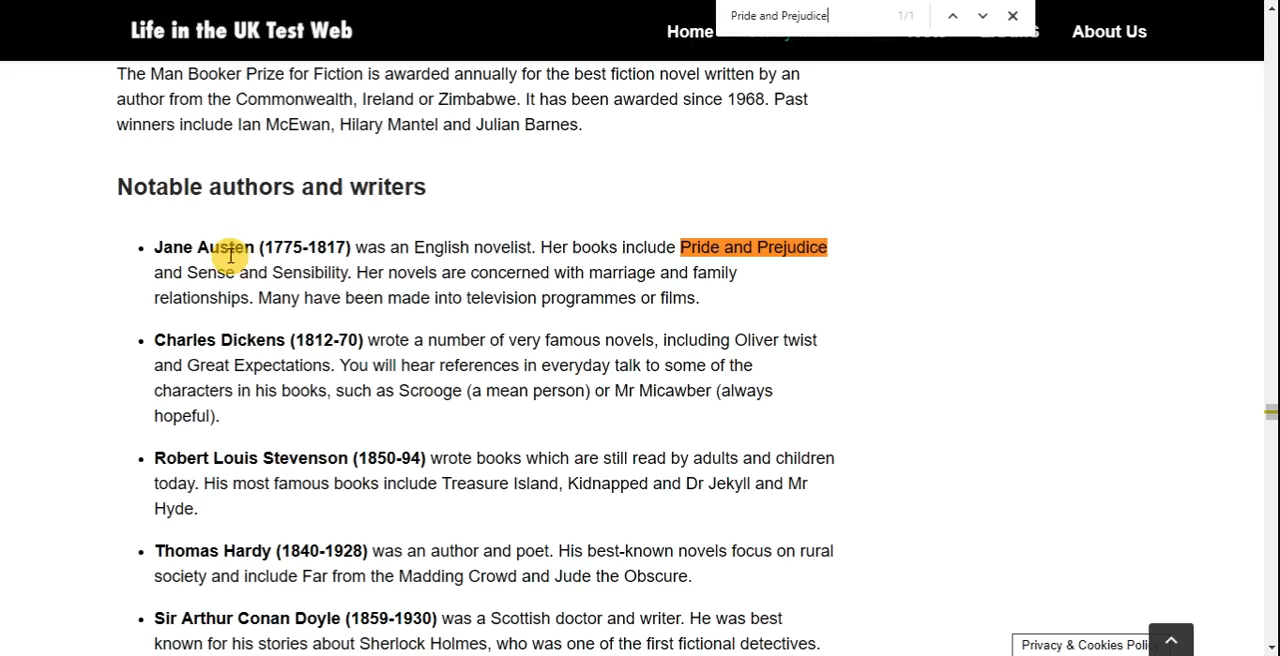 Pride and Prejudice 1/1
Life in the UK Test Web
Home
About Us
The Man Booker Prize for Fiction is awarded annually for the best fiction novel written by an
author from the Commonwealth, Ireland or Zimbabwe. It has been awarded since 1968. Past
winners include Ian McEwan, Hilary Mantel and Julian Barnes.
Notable authors and writers
• Jane Austen (1775-1817) was an English novelist. Her books include Pride and Prejudice
and Sense and Sensibility. Her novels are concerned with marriage and family
relationships. Many have been made into television programmes or films.
• Charles Dickens (1812-70) wrote a number of very famous novels, including Oliver twist
and Great Expectations. You will hear references in everyday talk to some of the
characters in his books, such as Scrooge (a mean person) or Mr Micawber (always
hopeful).
• Robert Louis Stevenson (1850-94) wrote books which are still read by adults and children
today. His most famous books include Treasure Island, Kidnapped and Dr Jekyll and Mr
Hyde.
• Thomas Hardy (1840-1928) was an author and poet. His best-known novels focus on rural
society and include Far from the Madding Crowd and Jude the Obscure.
• Sir Arthur Conan Doyle (1859-1930) was a Scottish doctor and writer. He was best
known for his stories about Sherlock Holmes, who was one of the first fictional detectives.
Privacy & Cookies Policy